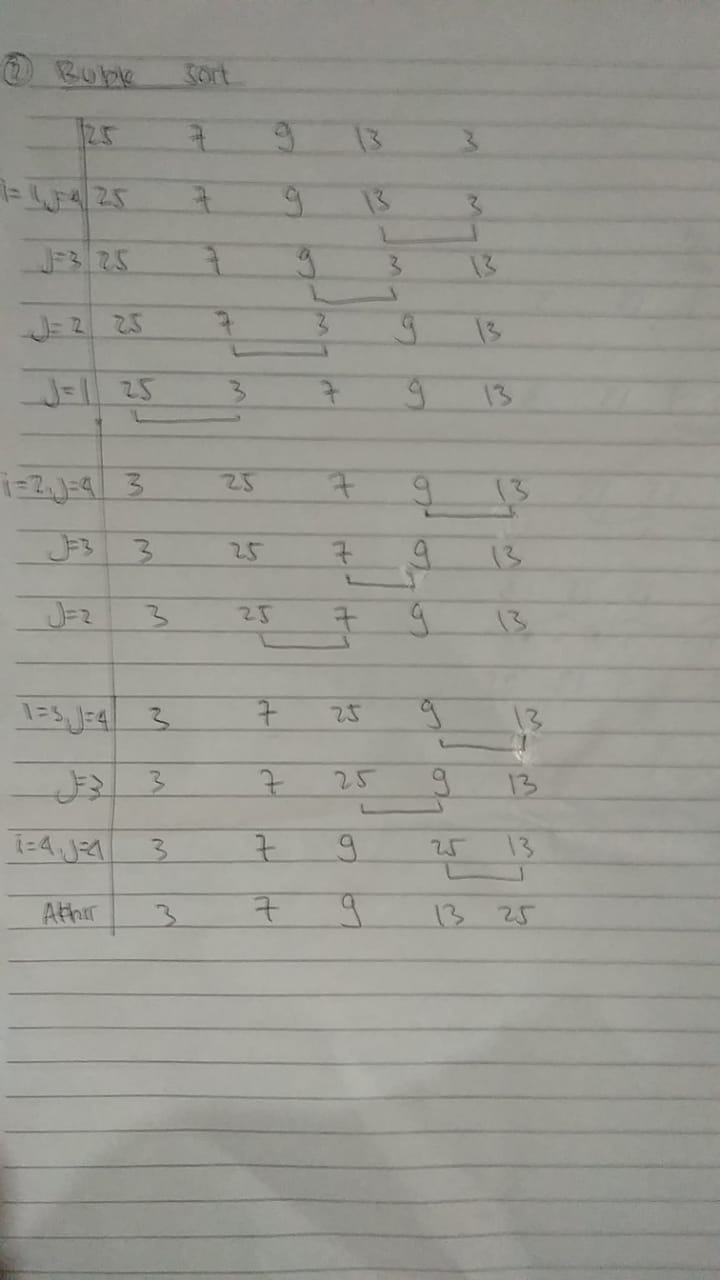 ② Buble sort
25 7 9 13 3
i=1, J=4 25 7 9 13 3
J=3 25 7 9 3 13
J=2 25 7 3 9 13
J=1 25 3 7 9 13
i=2, J=4 3 25 7 9 13
J=3 3 25 7 9 13
J=2 3 25 7 9 13
i=3, J=4 3 7 25 9 13
J=3 3 7 25 9 13
i=4, J=4 3 7 9 25 13
Akhir 3 7 9 13 25